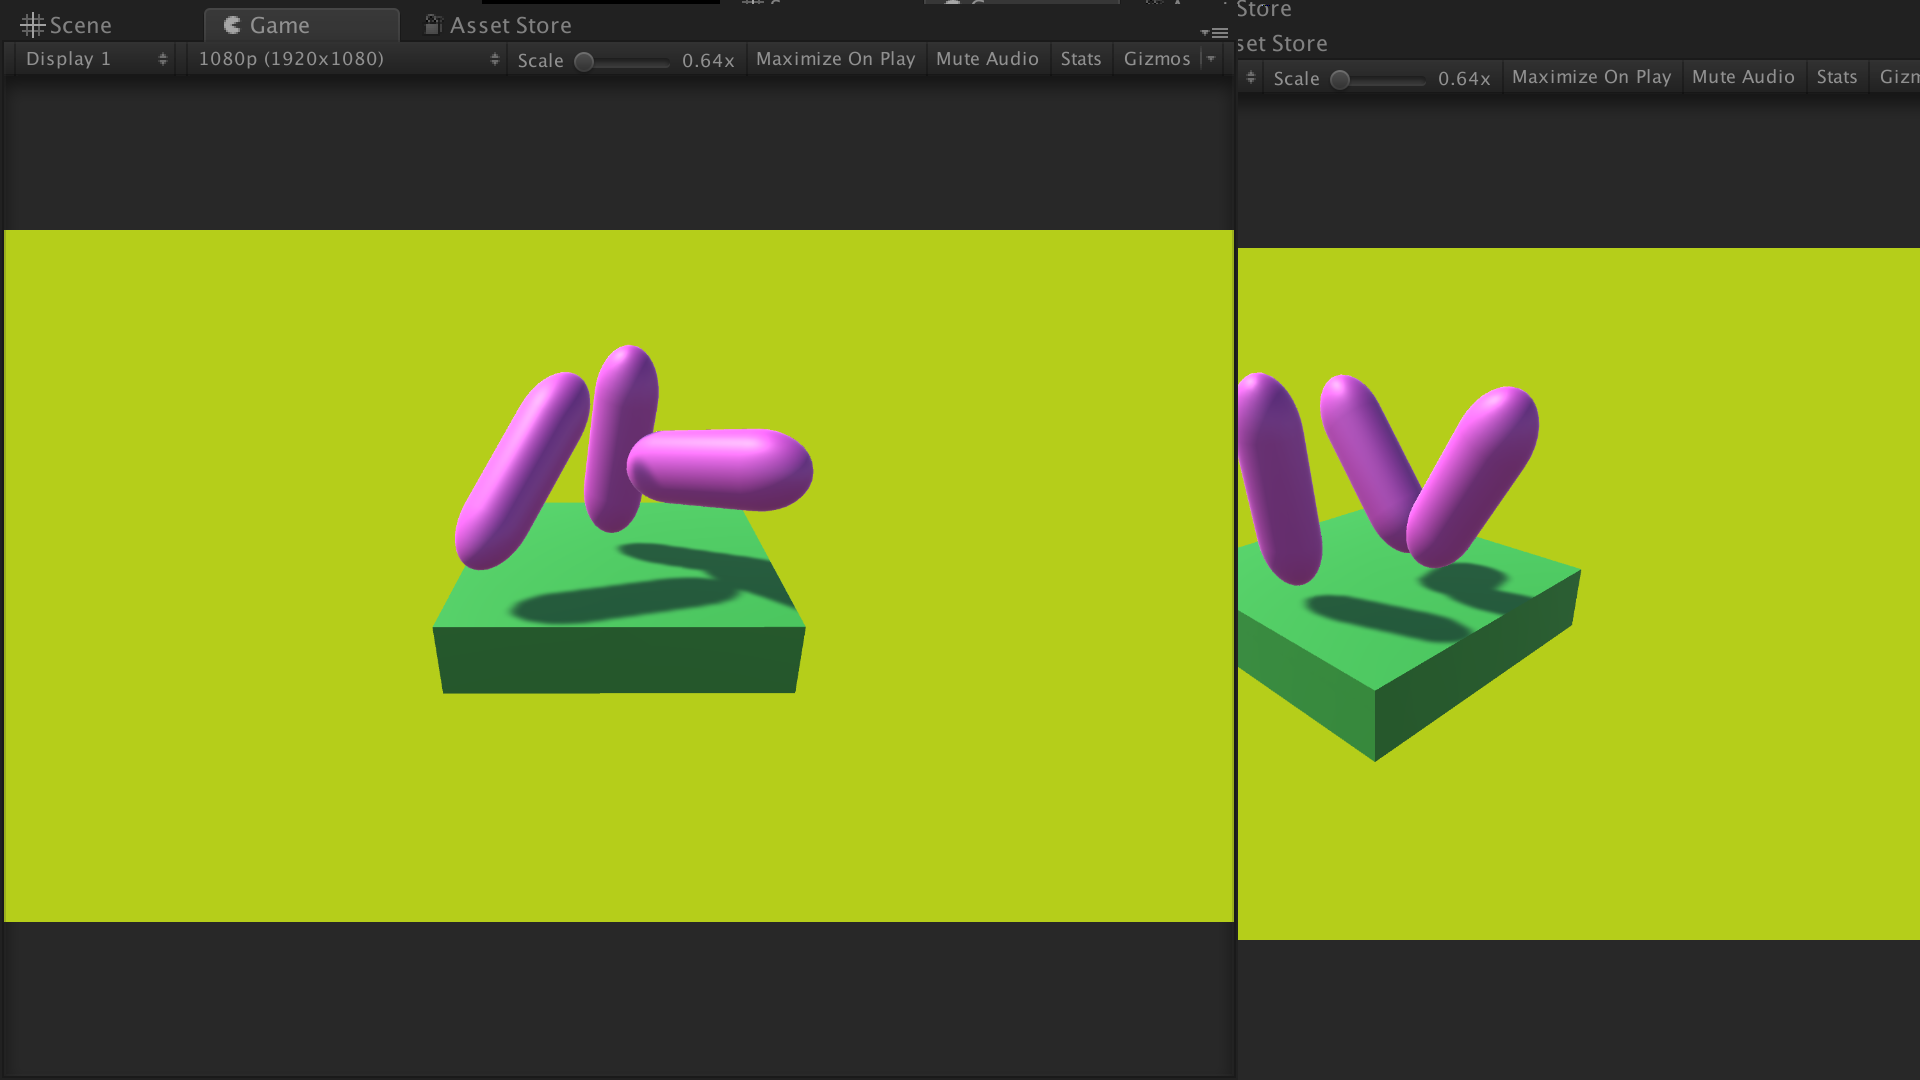 Scene Game Asset Store
Display 1 1080p (1920x1080) Scale 0.64x Maximize On Play Mute Audio Stats Gizmos
Store
set Store
Scale 0.64x Maximize On Play Mute Audio Stats Gizm